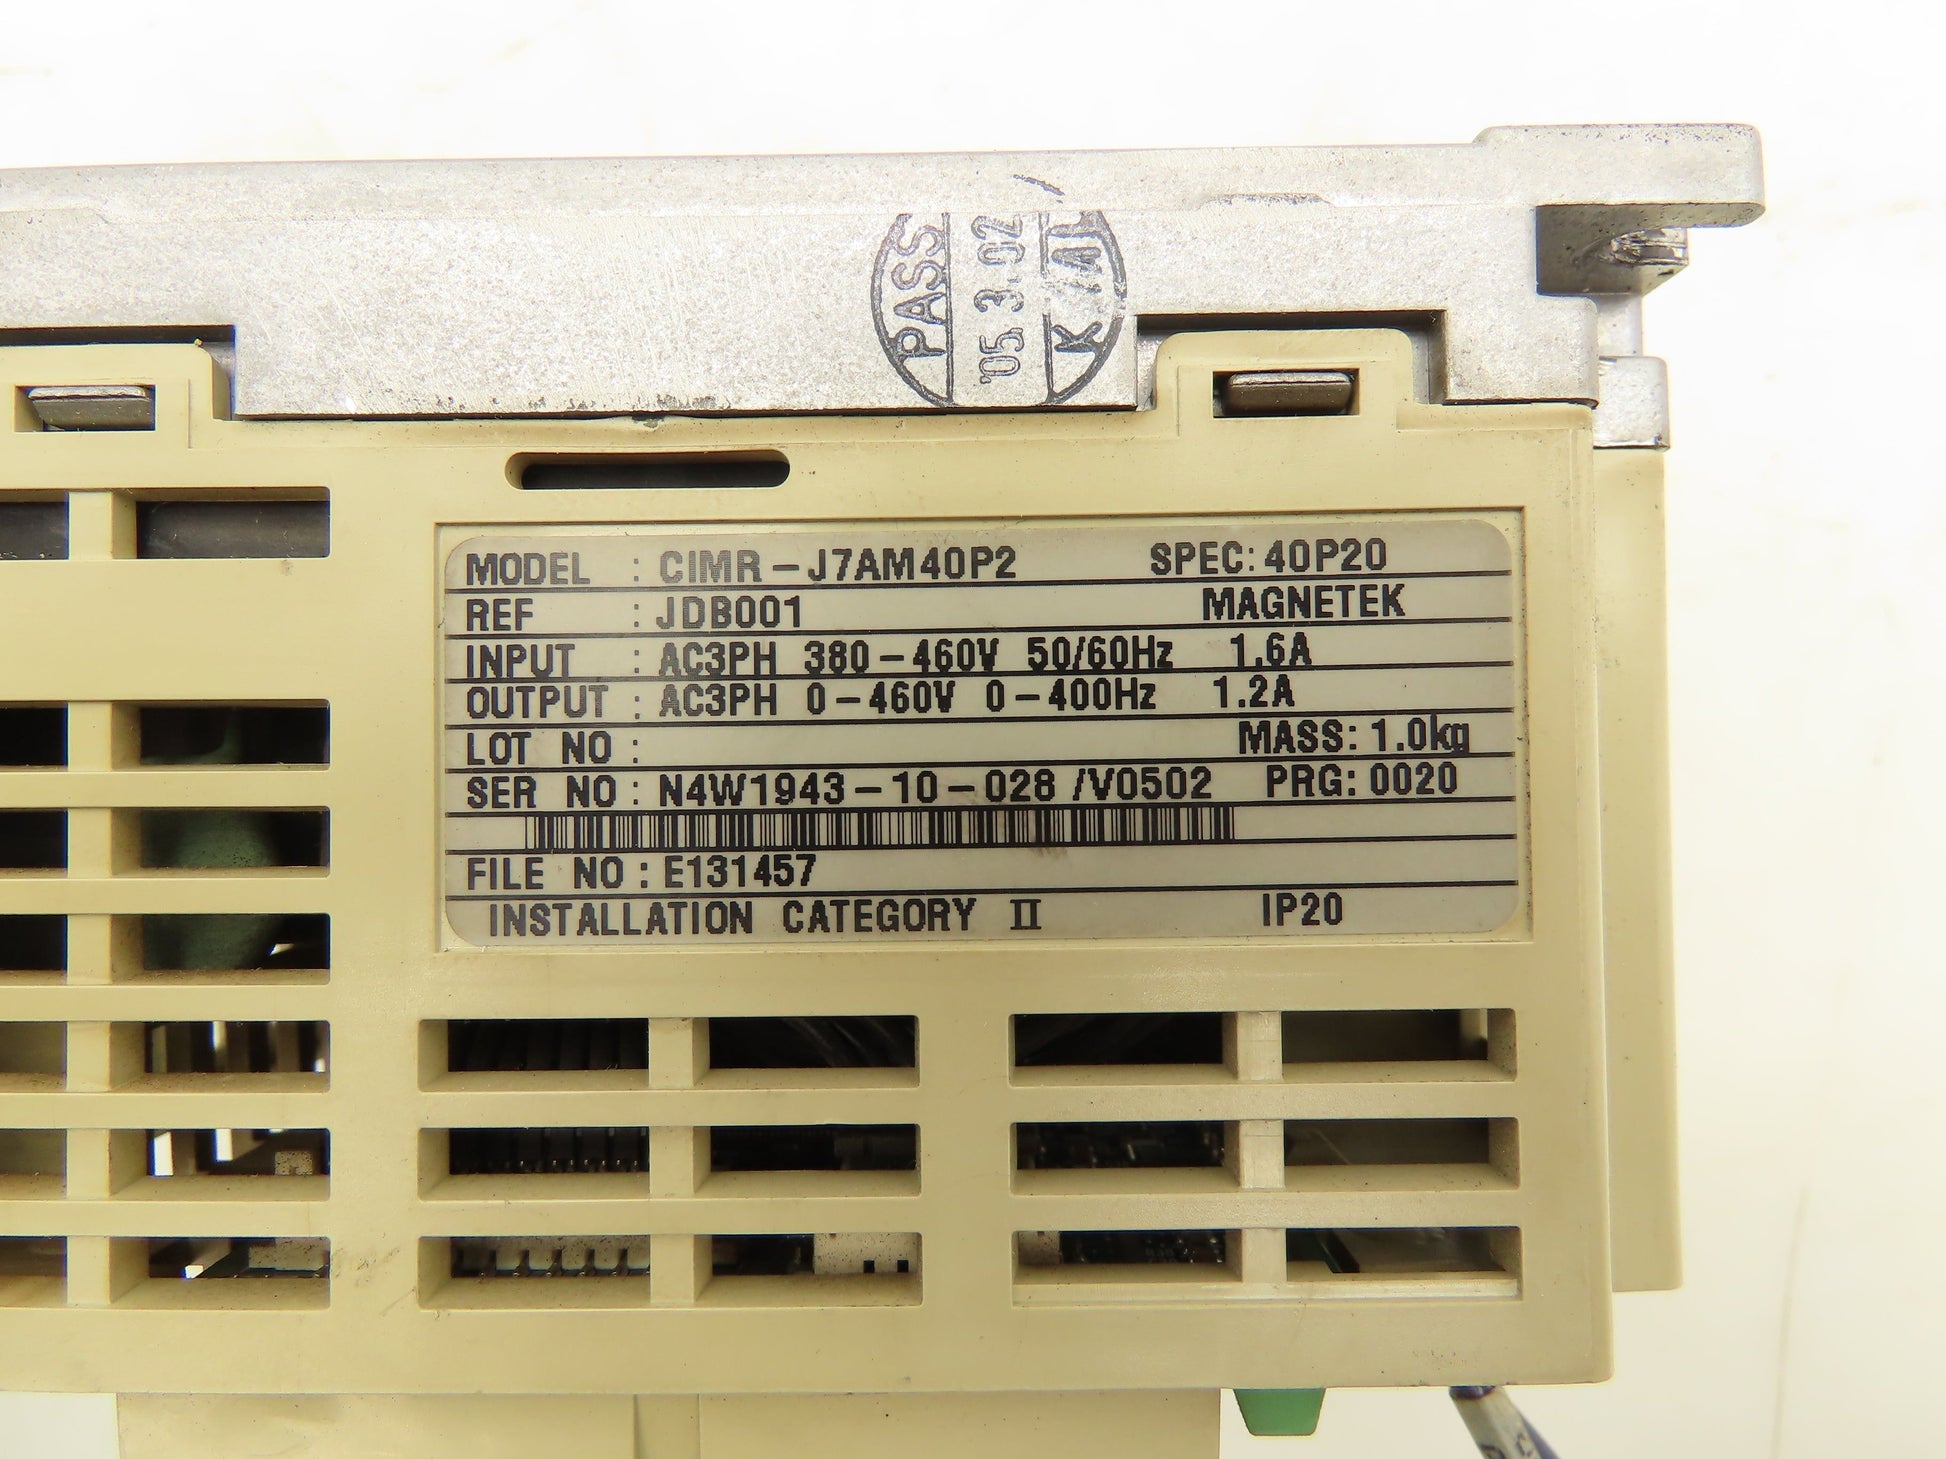 PASS
'05.3.02
MODEL : CIMR-J7AM40P2 SPEC: 40P20
REF : JDB001 MAGNETEK
INPUT : AC3PH 380-460V 50/60Hz 1.6A
OUTPUT : AC3PH 0-460V 0-400Hz 1.2A
LOT NO : MASS: 1.0kg
SER NO : N4W1943-10-028 /V0502 PRG: 0020
FILE NO : E131457
INSTALLATION CATEGORY II IP20